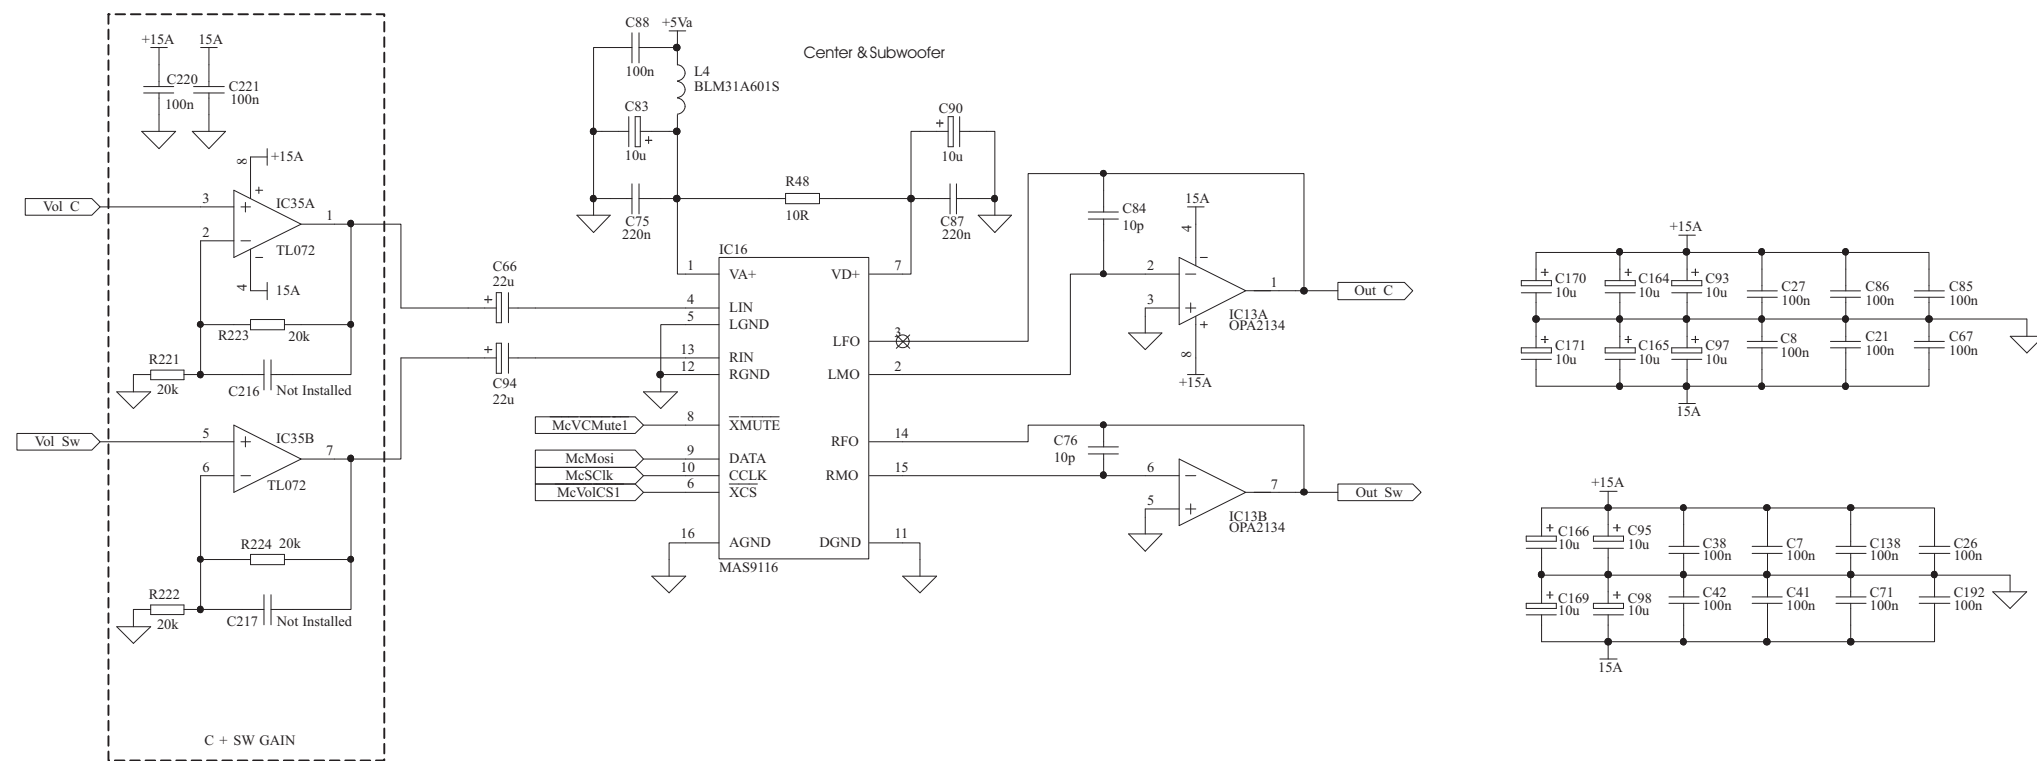 Center & Subwoofer
+15A
15A
C220
100n
C221
100n
8
+15A
Vol C
3
+
+
IC35A
1
2
−
−
TL072
4
15A
R223
20k
R221
20k
C216
Not Installed
Vol Sw
5
+
IC35B
7
6
−
TL072
R224
20k
R222
20k
C217
Not Installed
C + SW GAIN
C88
+5Va
100n
L4
BLM31A601S
C83
+
10u
C75
220n
R48
10R
C90
+
10u
C87
220n
C66
22u
+
C94
22u
+
IC16
1
VA+
VD+
7
4
LIN
5
LGND
LFO
3
13
RIN
12
RGND
LMO
2
McVCMute1
8
XMUTE
RFO
14
McMosi
9
DATA
McSClk
10
CCLK
RMO
15
McVolCS1
6
XCS
16
AGND
DGND
11
MAS9116
C84
10p
15A
4
−
2
−
1
3
+
+
IC13A
OPA2134
8
+15A
Out C
C76
10p
6
−
7
5
+
IC13B
OPA2134
Out Sw
+15A
+
C170
10u
+
C164
10u
+
C93
10u
C27
100n
C86
100n
C85
100n
+
C171
10u
+
C165
10u
+
C97
10u
C8
100n
C21
100n
C67
100n
15A
+15A
+
C166
10u
+
C95
10u
C38
100n
C7
100n
C138
100n
C26
100n
+
C169
10u
+
C98
10u
C42
100n
C41
100n
C71
100n
C192
100n
15A